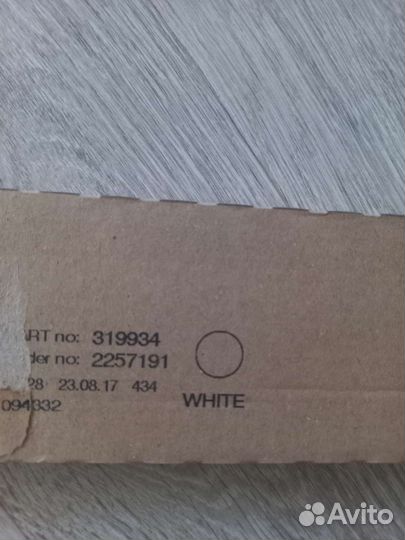 ART no: 319934
der no: 2257191
28 23.08.17 434
094332
WHITE
Avito